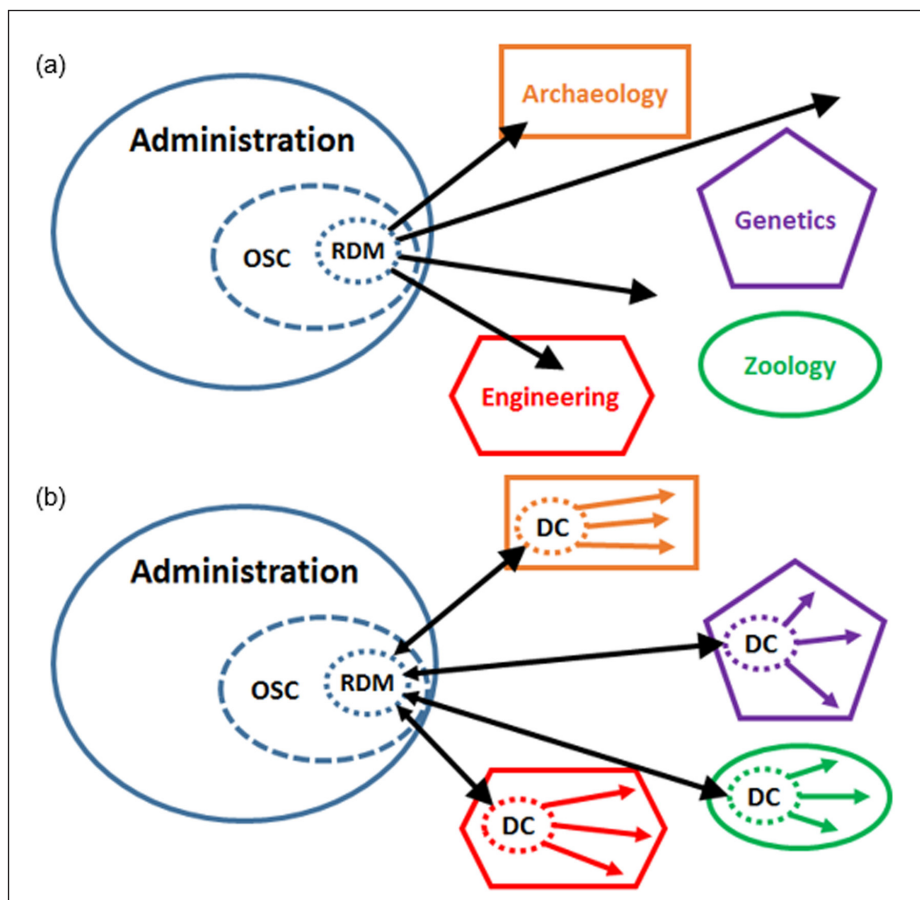 (a)
Administration
OSC
RDM
Archaeology
Genetics
Zoology
Engineering
(b)
Administration
OSC
RDM
DC
DC
DC
DC